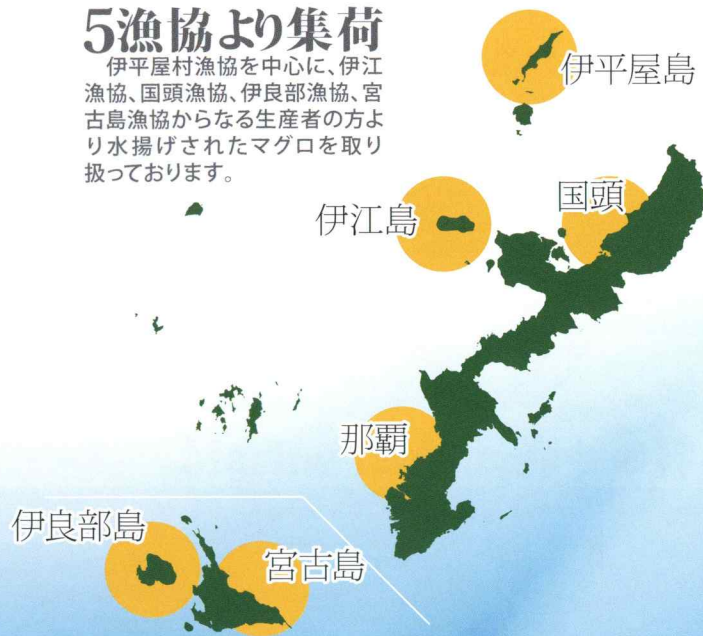 5漁協より集荷
伊平屋村漁協を中心に、伊江
漁協、国頭漁協、伊良部漁協、宮
古島漁協からなる生産者の方よ
り水揚げされたマグロを取り
扱っております。
伊平屋島
国頭
伊江島
那覇
伊良部島
宮古島